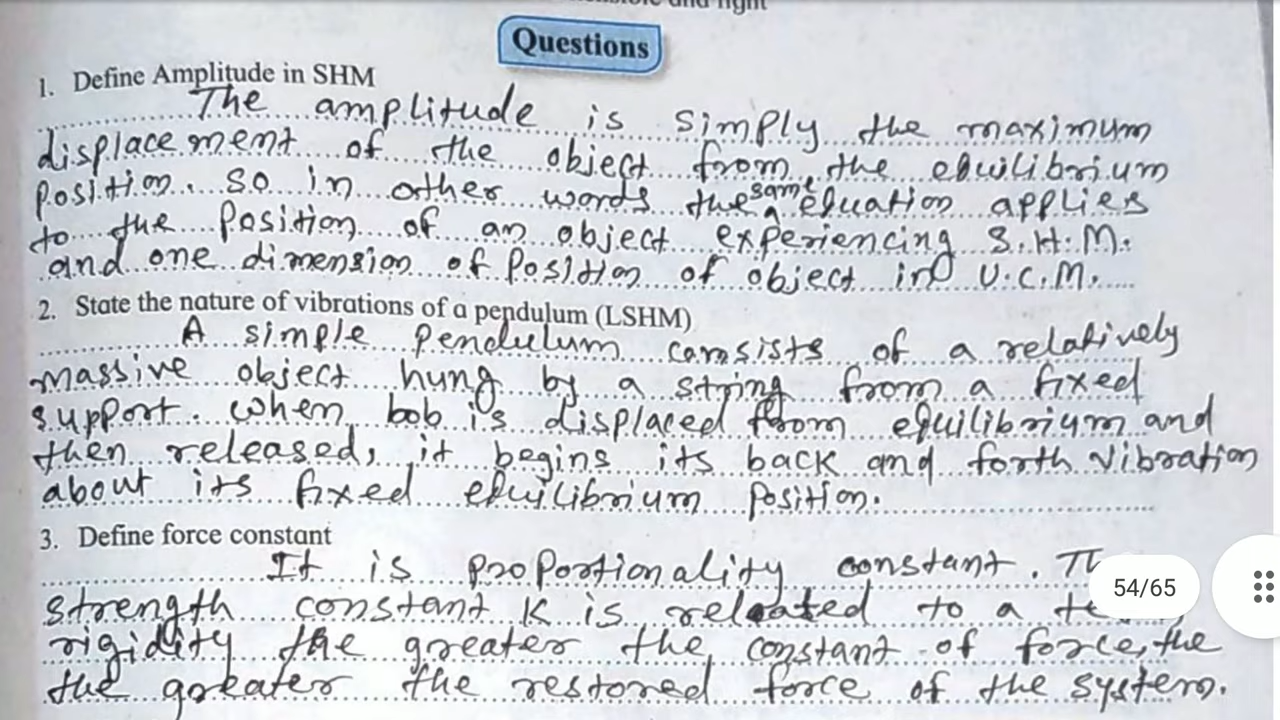 and light
Questions
1. Define Amplitude in SHM
The amplitude is simply the maximum
displacement of the object from the equilibrium
position. so in other words the same equation applies
to the position of an object experiencing S.H.M.
and one dimension of position of object in U.C.M.
2. State the nature of vibrations of a pendulum (LSHM)
A simple pendulum consists of a relatively
massive object hung by a string from a fixed
support. When bob is displaced from equilibrium and
then released, it begins its back and forth vibration
about its fixed equilibrium position.
3. Define force constant
It is proportionality constant.
strength constant K is releated to a
54/65
rigidity the greater the constant of force, the
the greater the restored force of the system.